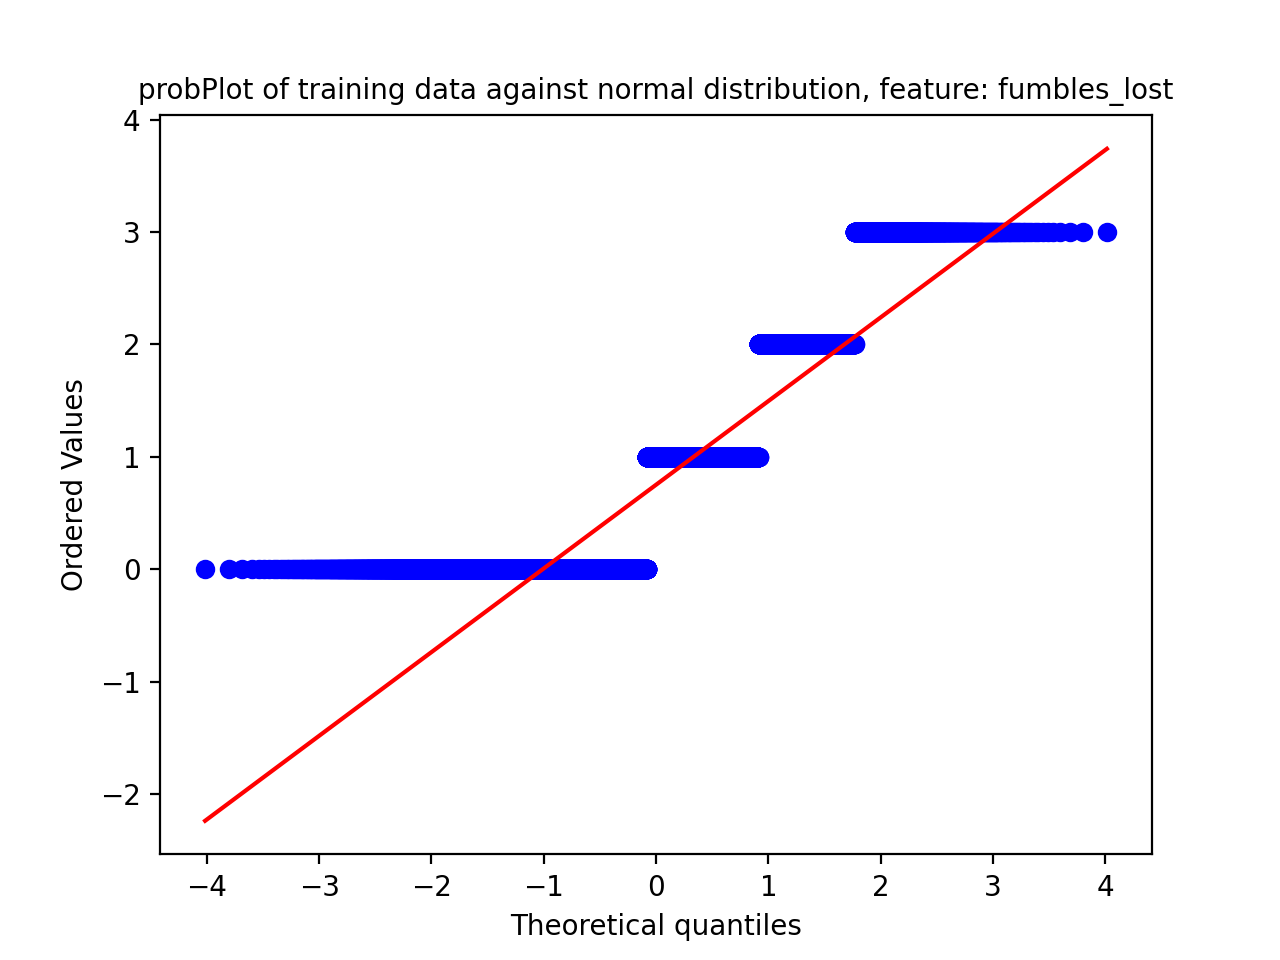 probPlot of training data against normal distribution, feature: fumbles_lost
4
3
2
1
0
−1
−2
Ordered Values
−4 −3 −2 −1 0 1 2 3 4
Theoretical quantiles